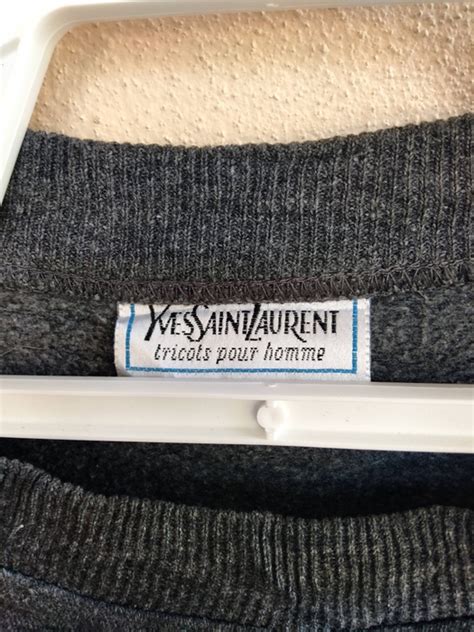 YVESSAINTLAURENT
tricots pour homme